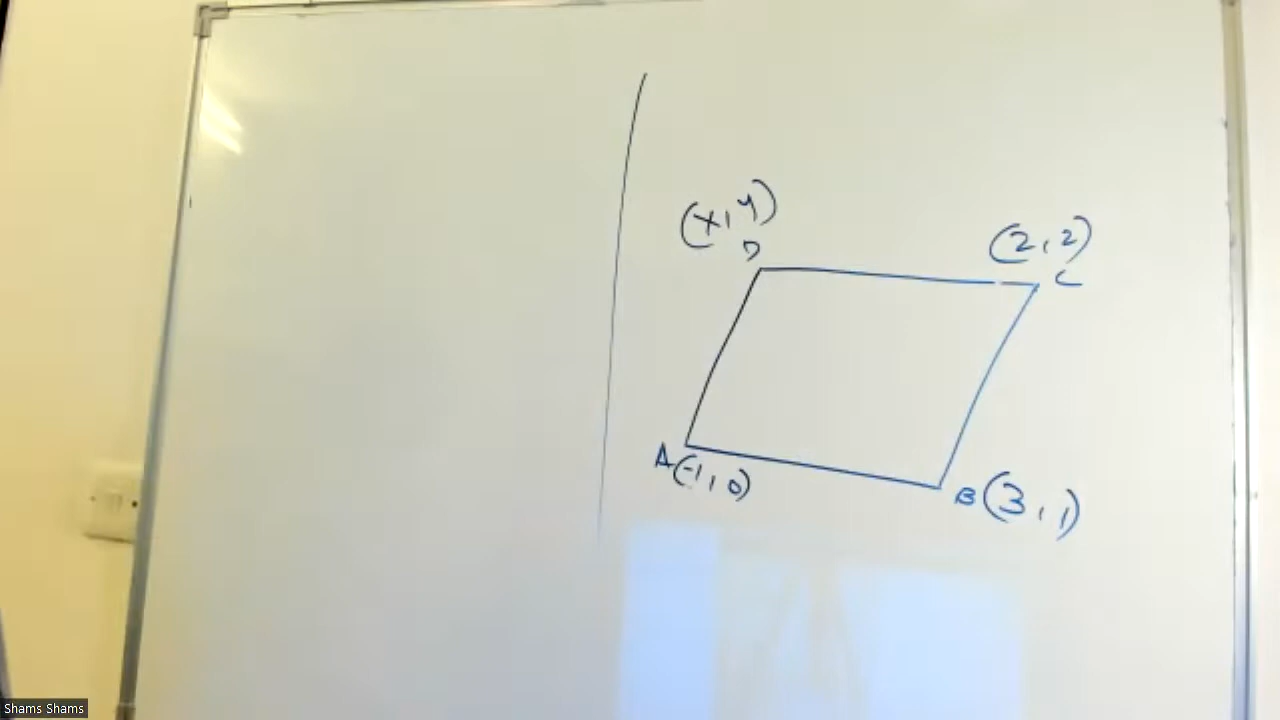 (x, y)
D
(2, 2)
C
A(-1, 0)
B(3, 1)
Shams Shams